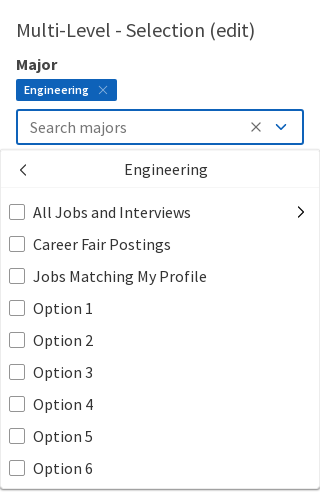 Multi-Level - Selection (edit)
Major
Engineering
Search majors
Engineering
All Jobs and Interviews
Career Fair Postings
Jobs Matching My Profile
Option 1
Option 2
Option 3
Option 4
Option 5
Option 6